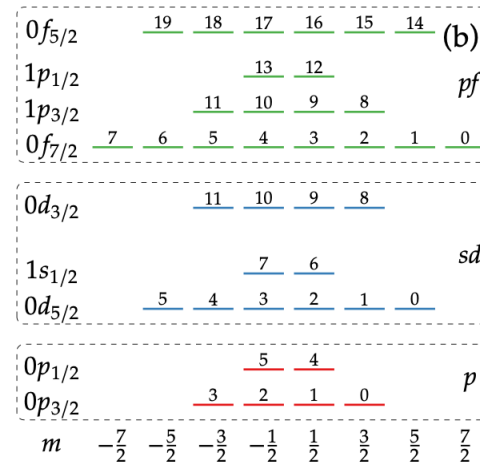 0f5/2 19 18 17 16 15 14 (b)
1p1/2 13 12 pf
1p3/2 11 10 9 8
0f7/2 7 6 5 4 3 2 1 0
0d3/2 11 10 9 8
1s1/2 7 6 sd
0d5/2 5 4 3 2 1 0
0p1/2 5 4 p
0p3/2 3 2 1 0
m −7/2 −5/2 −3/2 −1/2 1/2 3/2 5/2 7/2